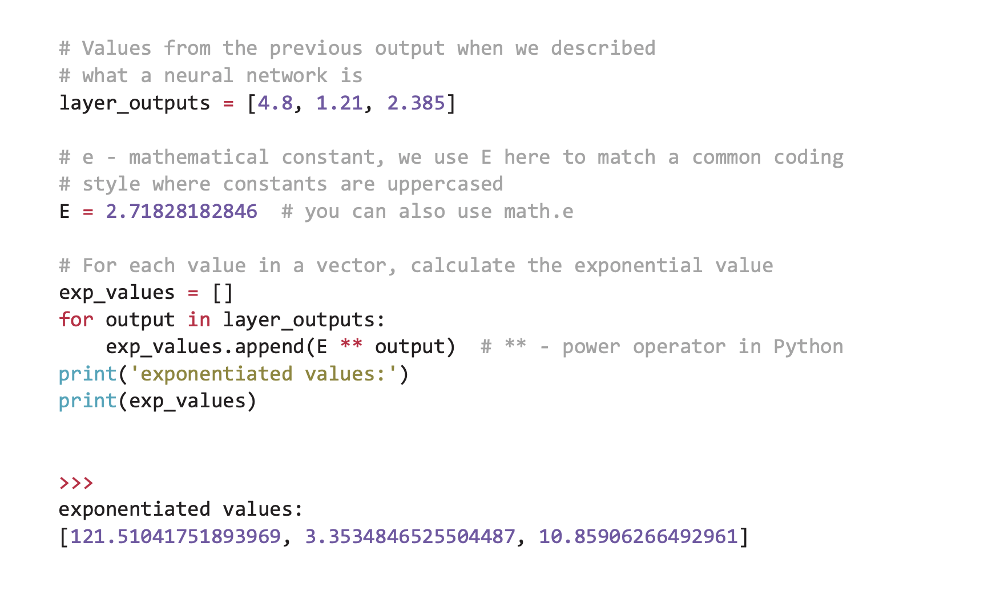 # Values from the previous output when we described
# what a neural network is
layer_outputs = [4.8, 1.21, 2.385]
# e - mathematical constant, we use E here to match a common coding
# style where constants are uppercased
E = 2.71828182846  # you can also use math.e
# For each value in a vector, calculate the exponential value
exp_values = []
for output in layer_outputs:
    exp_values.append(E ** output)  # ** - power operator in Python
print('exponentiated values:')
print(exp_values)
>>>
exponentiated values:
[121.51041751893969, 3.3534846525504487, 10.85906266492961]